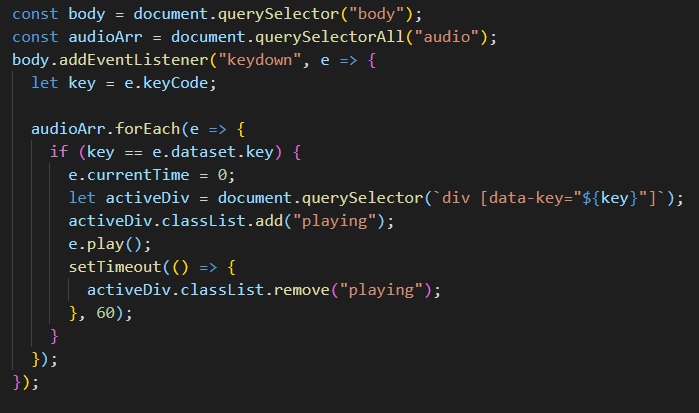 const body = document.querySelector("body");
const audioArr = document.querySelectorAll("audio");
body.addEventListener("keydown", e => {
  let key = e.keyCode;

  audioArr.forEach(e => {
    if (key == e.dataset.key) {
      e.currentTime = 0;
      let activeDiv = document.querySelector(`div [data-key="${key}"]`);
      activeDiv.classList.add("playing");
      e.play();
      setTimeout(() => {
        activeDiv.classList.remove("playing");
      }, 60);
    }
  });
});